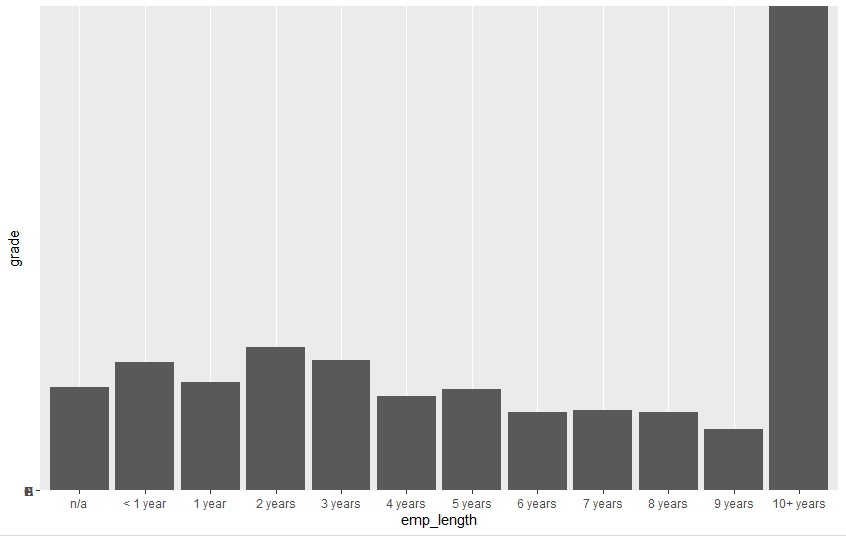 grade
n/a
< 1 year
1 year
2 years
3 years
4 years
5 years
6 years
7 years
8 years
9 years
10+ years
emp_length